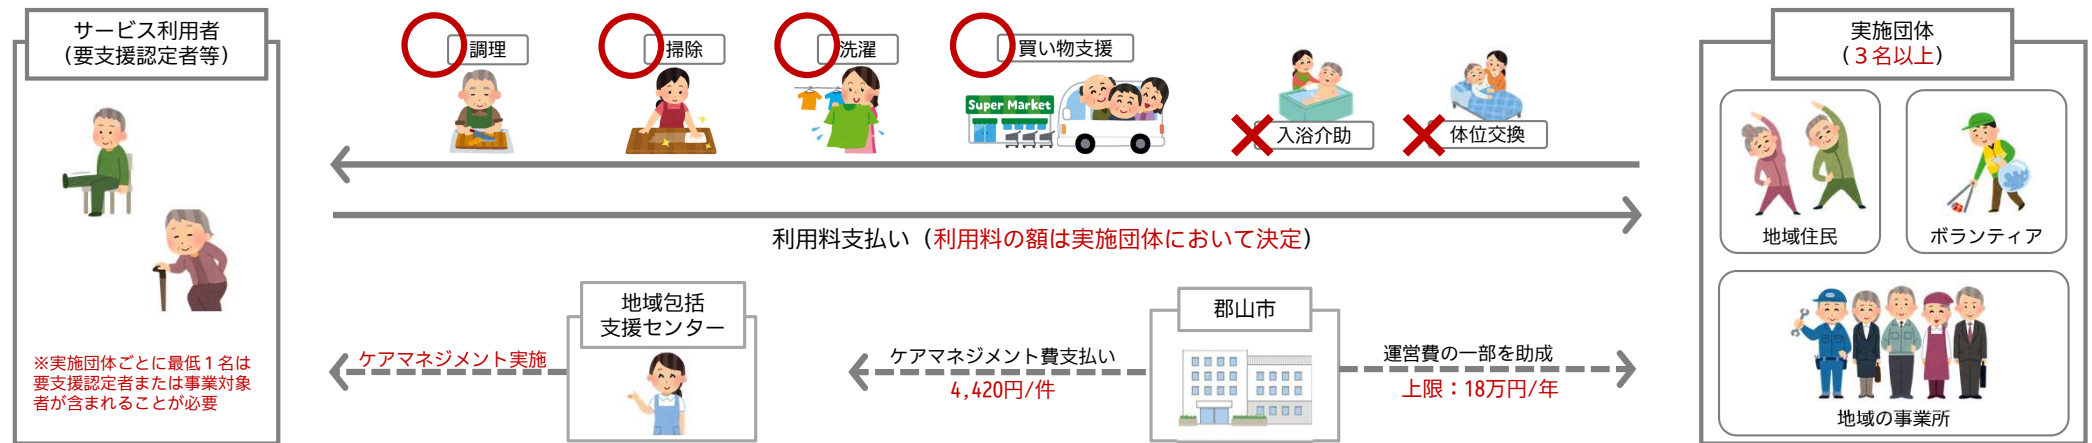 サービス利用者
(要支援認定者等)
※実施団体ごとに最低１名は
要支援認定者または事業対象
者が含まれることが必要
調理
掃除
洗濯
買い物支援
Super Market
入浴介助
体位交換
利用料支払い（利用料の額は実施団体において決定）
地域包括
支援センター
ケアマネジメント実施
ケアマネジメント費支払い
4,420円/件
郡山市
運営費の一部を助成
上限：18万円/年
実施団体
(３名以上)
地域住民
ボランティア
地域の事業所